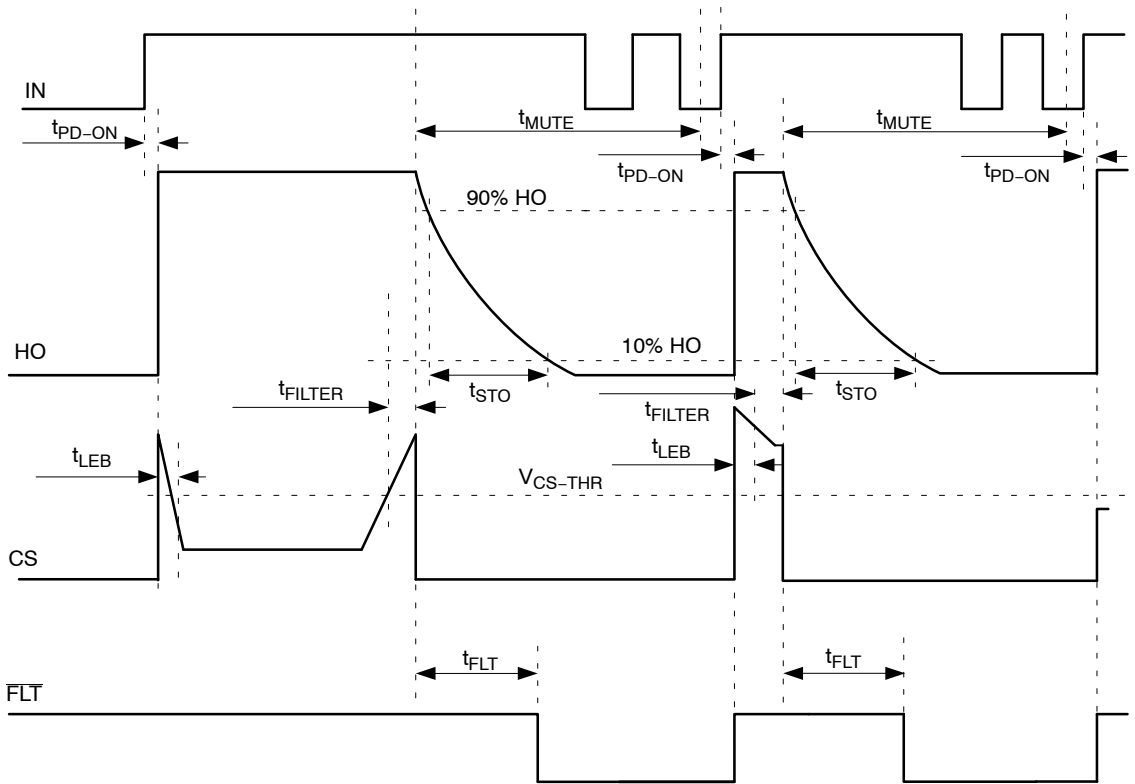 IN
tPD−ON
tMUTE
tMUTE
tPD−ON
tPD−ON
90% HO
HO
10% HO
tFILTER
tSTO
tSTO
tFILTER
tLEB
tLEB
VCS−THR
CS
tFLT
tFLT
FLT